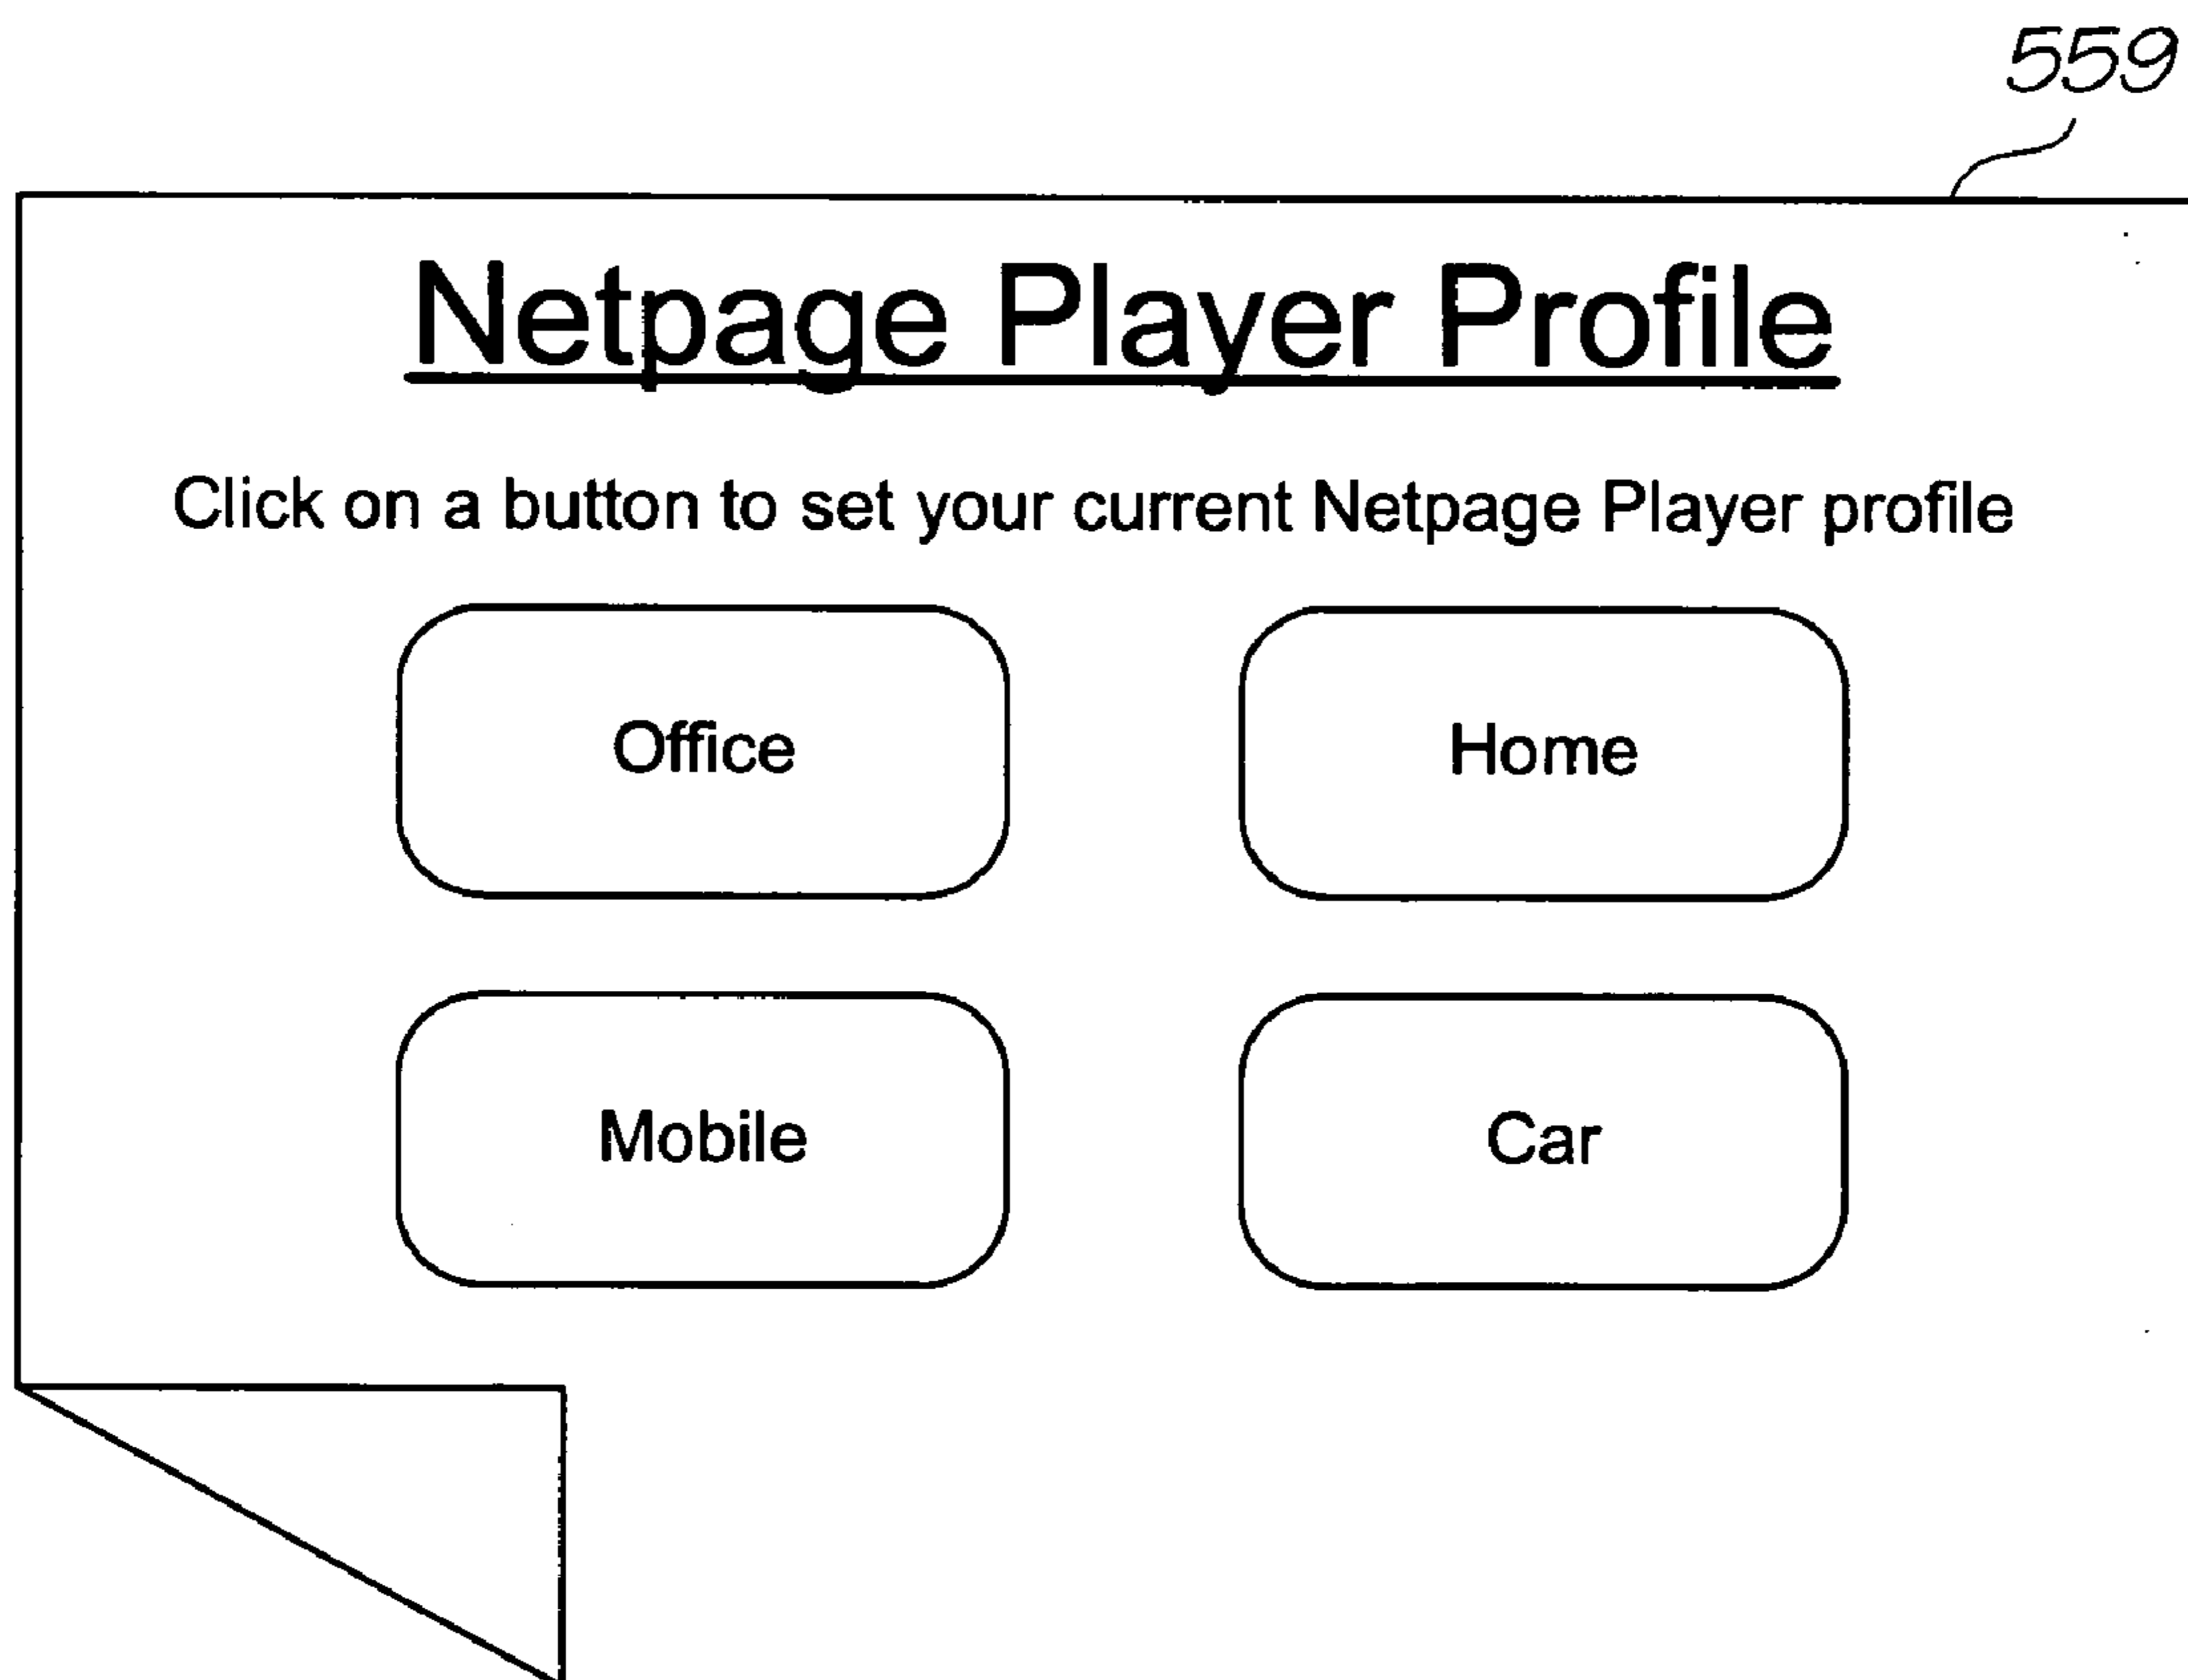 559
Netpage Player Profile
Click on a button to set your current Netpage Player profile
Office Home
Mobile Car